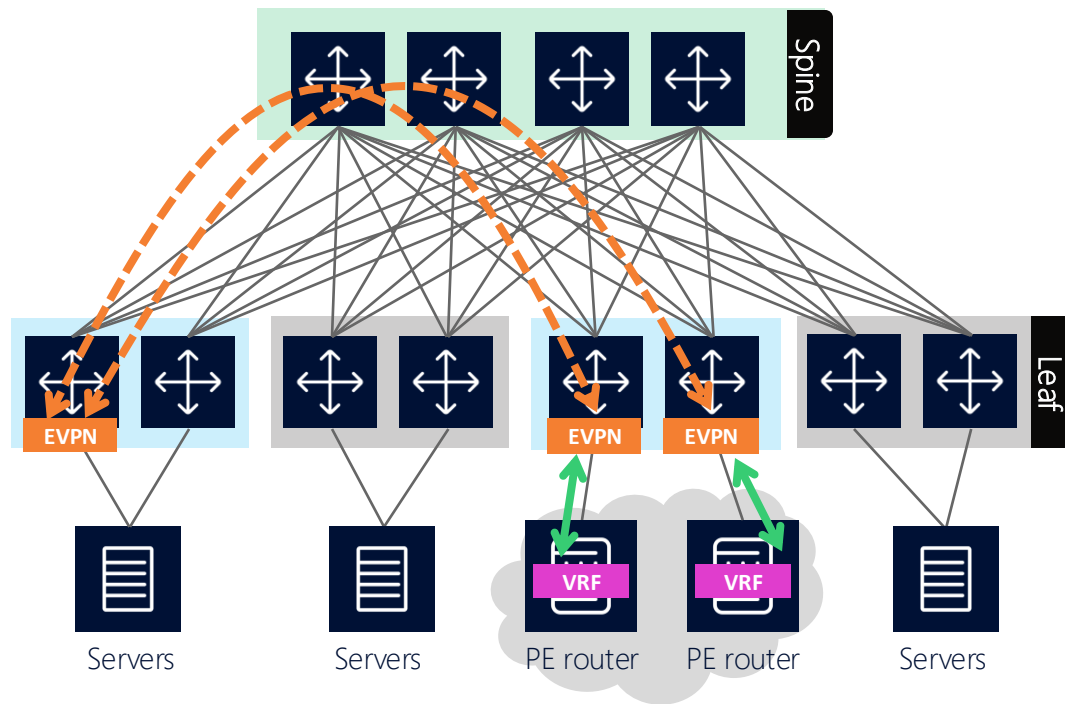 Spine
Leaf
EVPN
EVPN
EVPN
VRF
VRF
Servers
Servers
PE router
PE router
Servers